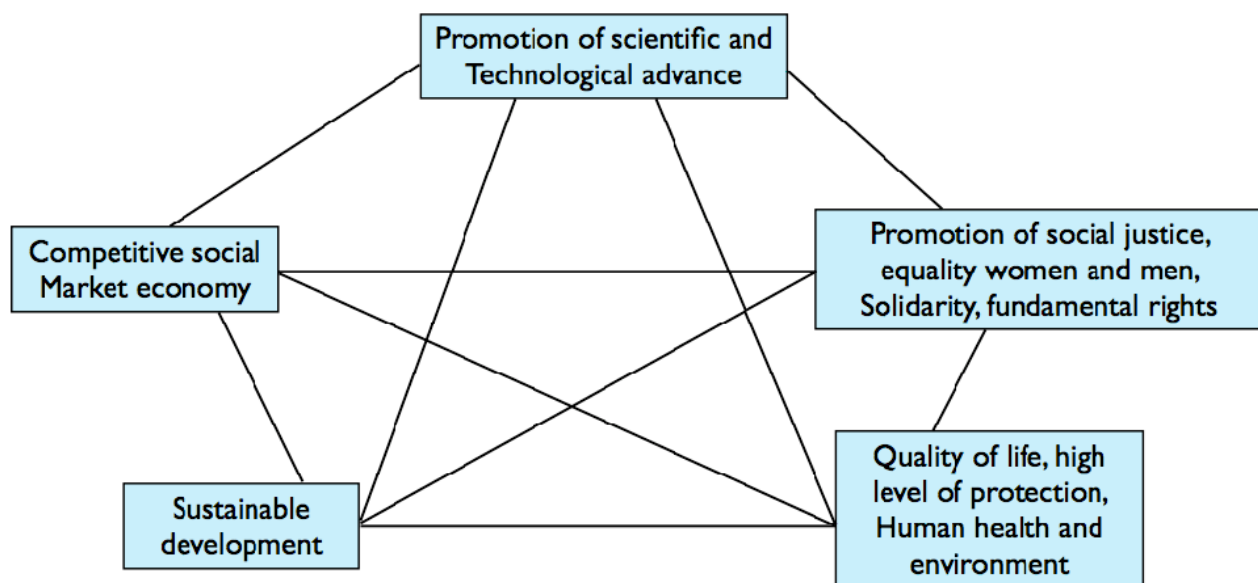 Promotion of scientific and
Technological advance
Competitive social
Market economy
Promotion of social justice,
equality women and men,
Solidarity, fundamental rights
Sustainable
development
Quality of life, high
level of protection,
Human health and
environment